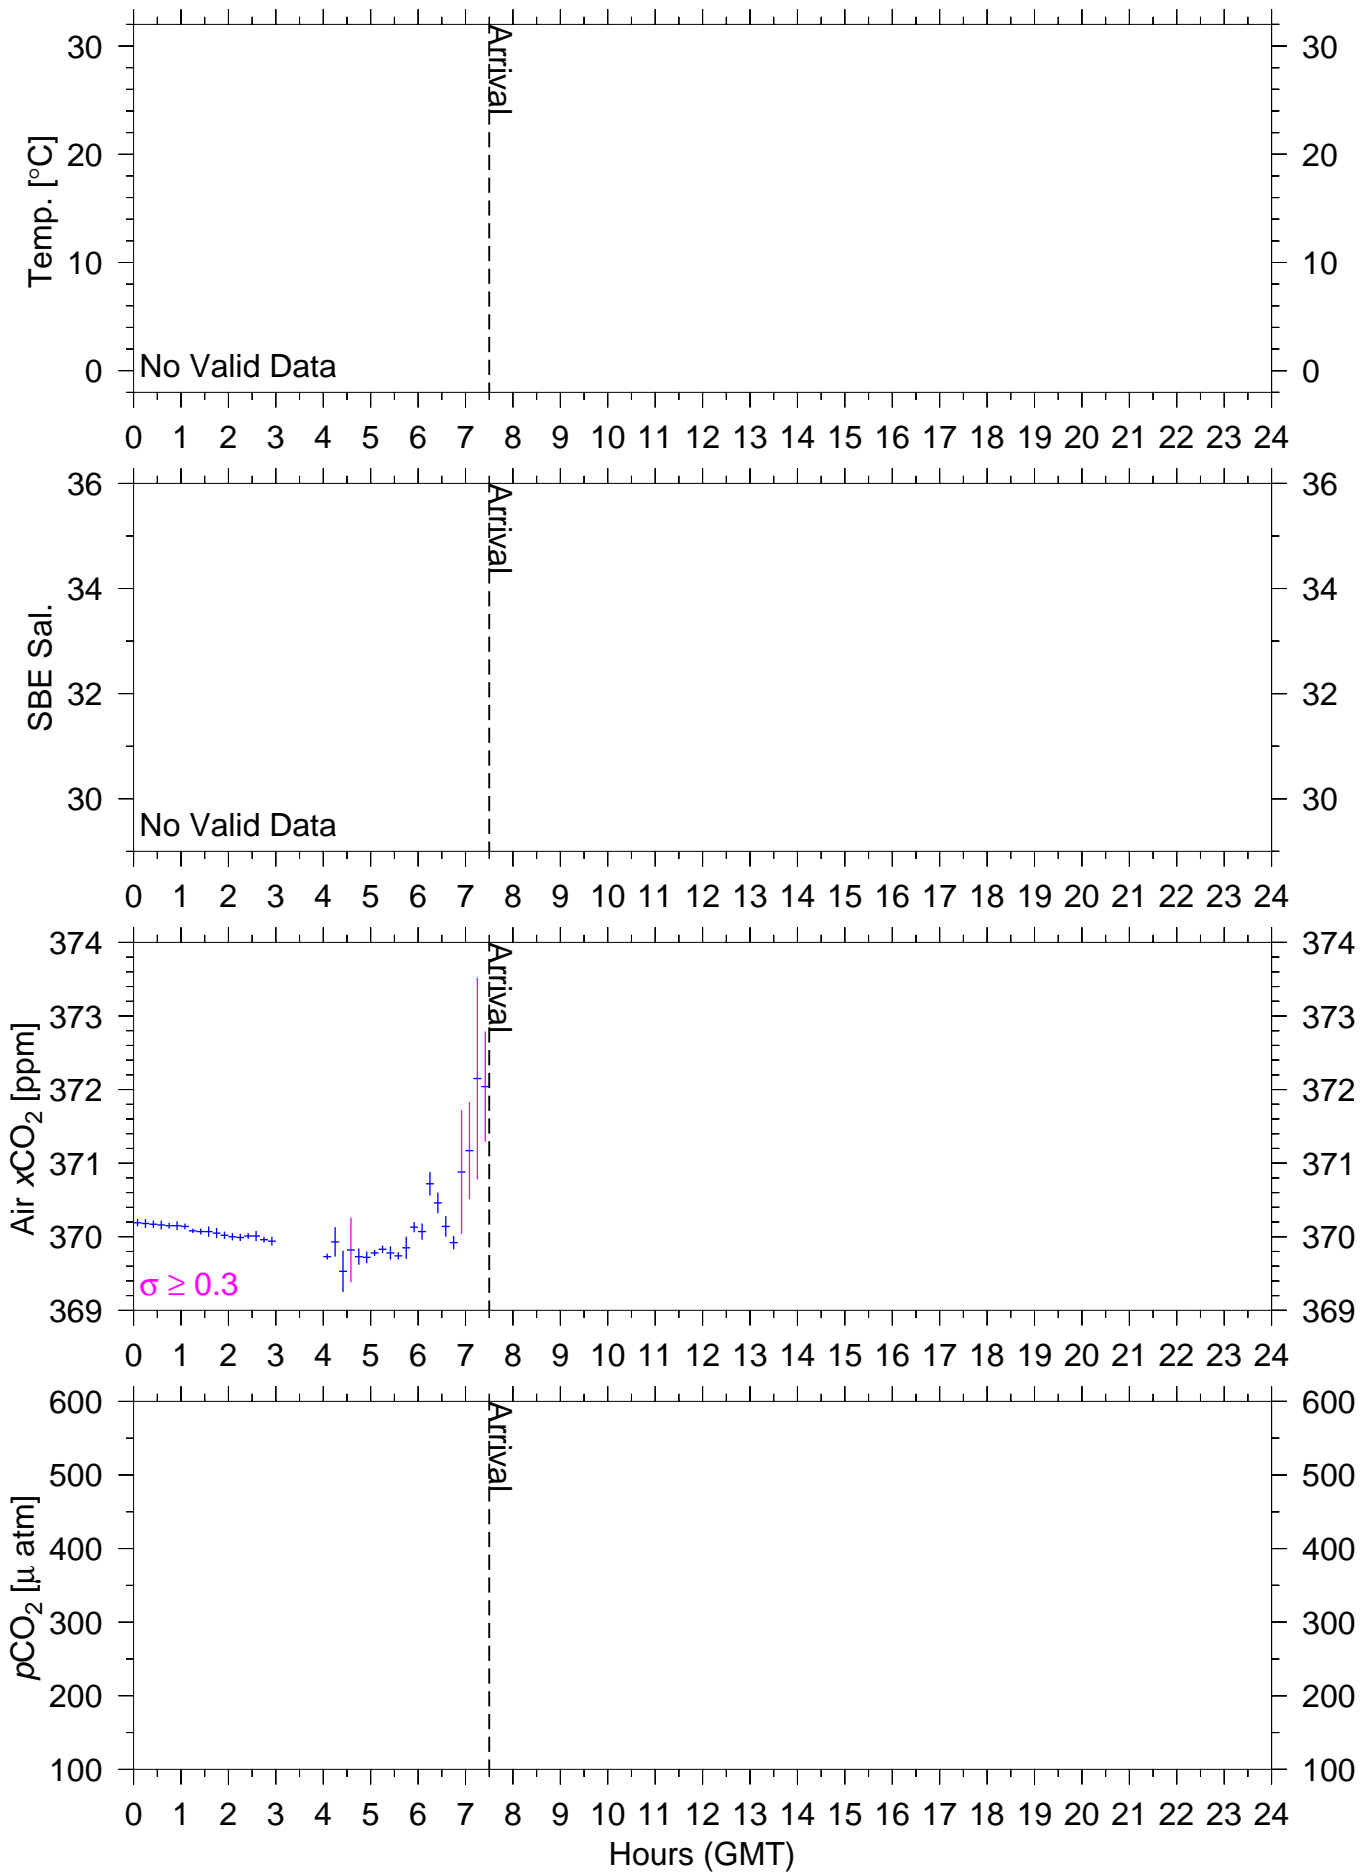 Temp. [°C]
30
20
10
0
30
20
10
0
Arrival
No Valid Data
0 1 2 3 4 5 6 7 8 9 10 11 12 13 14 15 16 17 18 19 20 21 22 23 24
SBE Sal.
36
34
32
30
36
34
32
30
Arrival
No Valid Data
0 1 2 3 4 5 6 7 8 9 10 11 12 13 14 15 16 17 18 19 20 21 22 23 24
Air xCO₂ [ppm]
374
373
372
371
370
369
374
373
372
371
370
369
Arrival
σ ≥ 0.3
0 1 2 3 4 5 6 7 8 9 10 11 12 13 14 15 16 17 18 19 20 21 22 23 24
pCO₂ [μ atm]
600
500
400
300
200
100
600
500
400
300
200
100
Arrival
0 1 2 3 4 5 6 7 8 9 10 11 12 13 14 15 16 17 18 19 20 21 22 23 24
Hours (GMT)